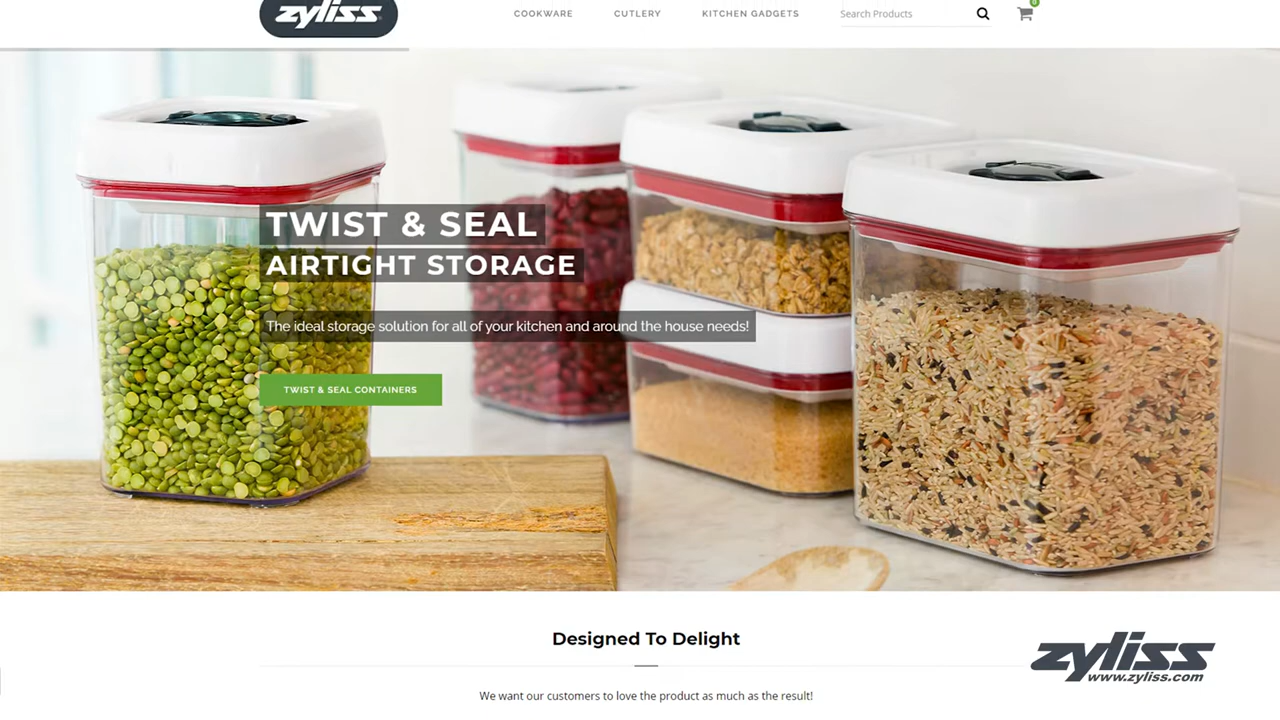 zyliss
COOKWARE CUTLERY KITCHEN GADGETS Search Products 0
TWIST & SEAL
AIRTIGHT STORAGE
The ideal storage solution for all of your kitchen and around the house needs!
TWIST & SEAL CONTAINERS
Designed To Delight
We want our customers to love the product as much as the result!
zyliss
www.zyliss.com